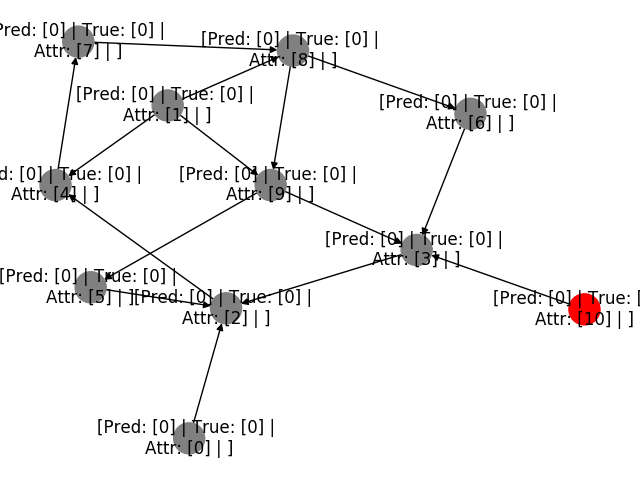 Pred: [0] | True: [0] |
Attr: [7] | ]
[Pred: [0] | True: [0] |
Attr: [8] | ]
[Pred: [0] | True: [0] |
Attr: [1] | ]
[Pred: [0] | True: [0] |
Attr: [6] | ]
d: [0] | True: [0] |
Attr: [4] | ]
[Pred: [0] | True: [0] |
Attr: [9] | ]
[Pred: [0] | True: [0] |
Attr: [3] | ]
[Pred: [0] | True: [0] |
Attr: [5] | ]
[Pred: [0] | True: [0] |
Attr: [2] | ]
[Pred: [0] | True: [
Attr: [10] | ]
[Pred: [0] | True: [0] |
Attr: [0] | ]